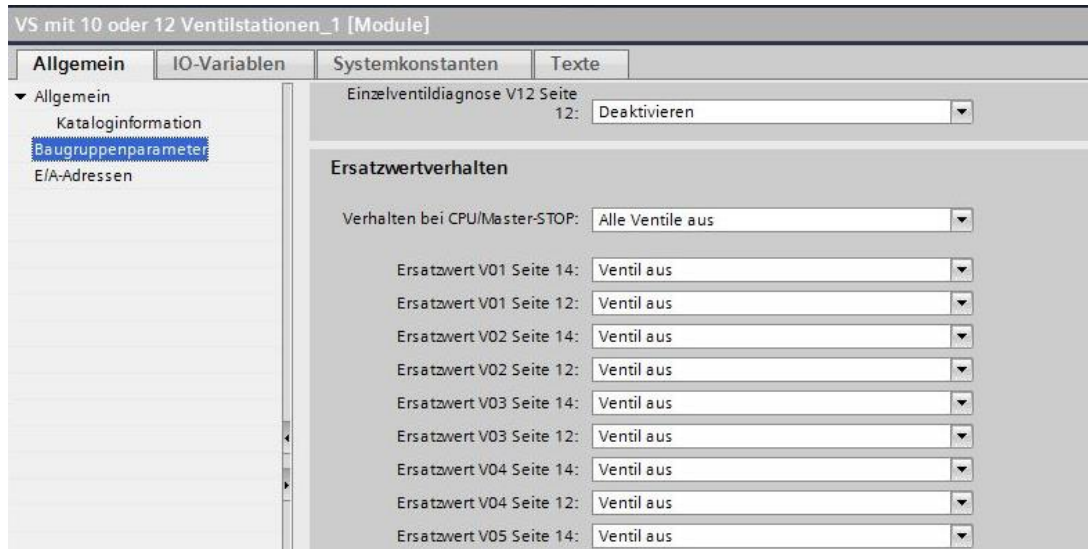 VS mit 10 oder 12 Ventilstationen_1 [Module]
Allgemein IO-Variablen Systemkonstanten Texte
Allgemein
Kataloginformation
Baugruppenparameter
E/A-Adressen
Einzelventildiagnose V12 Seite
12: Deaktivieren
Ersatzwertverhalten
Verhalten bei CPU/Master-STOP: Alle Ventile aus
Ersatzwert V01 Seite 14: Ventil aus
Ersatzwert V01 Seite 12: Ventil aus
Ersatzwert V02 Seite 14: Ventil aus
Ersatzwert V02 Seite 12: Ventil aus
Ersatzwert V03 Seite 14: Ventil aus
Ersatzwert V03 Seite 12: Ventil aus
Ersatzwert V04 Seite 14: Ventil aus
Ersatzwert V04 Seite 12: Ventil aus
Ersatzwert V05 Seite 14: Ventil aus